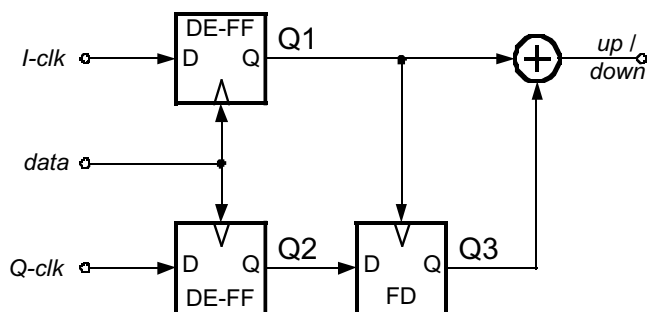 DE-FF
Q1
I-clk
D
Q
up /
down
data
Q-clk
D
Q
DE-FF
Q2
D
Q
FD
Q3